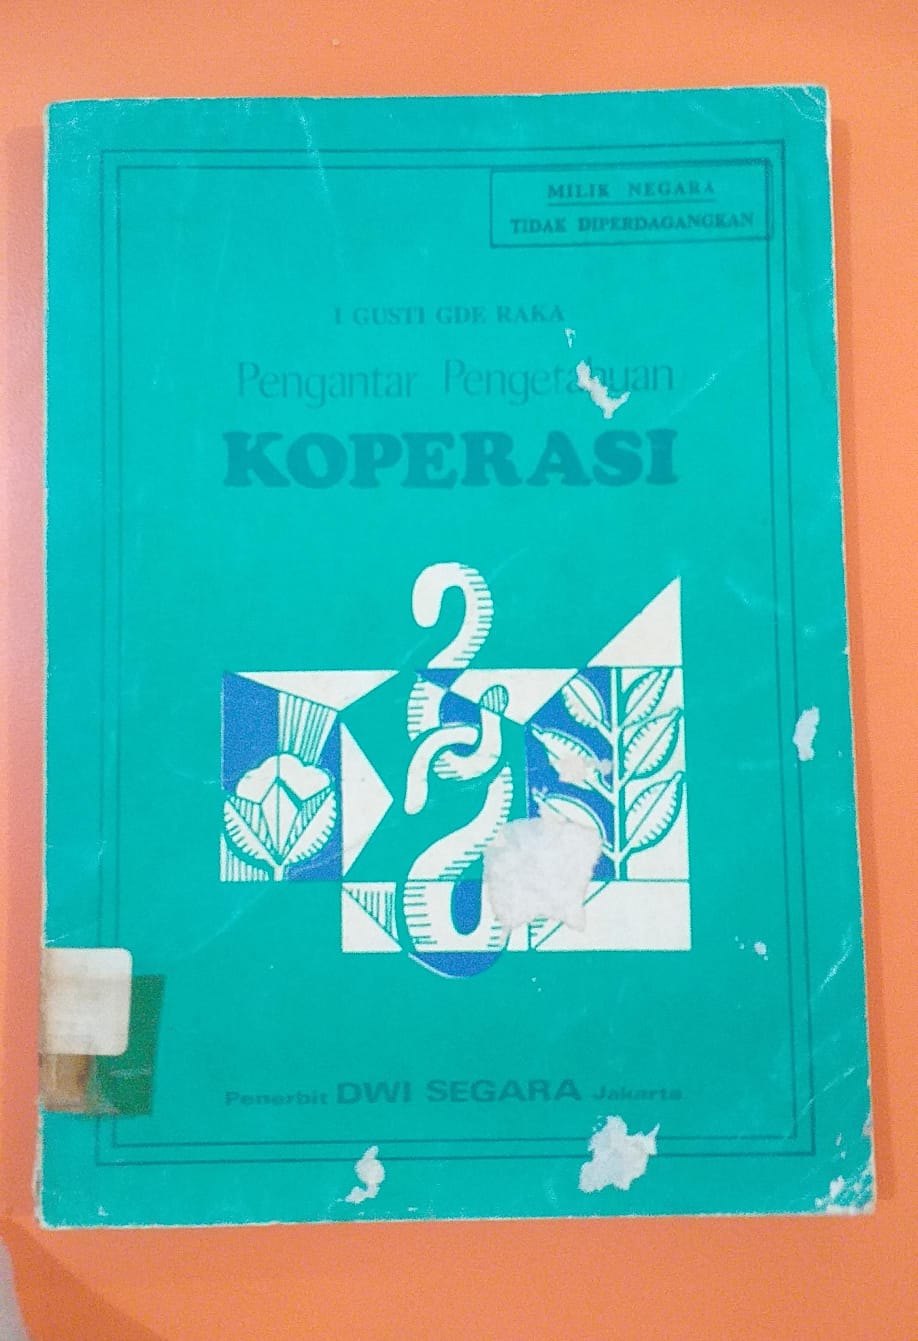 MILIK NEGARA
TIDAK DIPERDAGANGKAN
I GUSTI GDE RAKA
Pengantar Pengetahuan
KOPERASI
Penerbit DWI SEGARA Jakarta